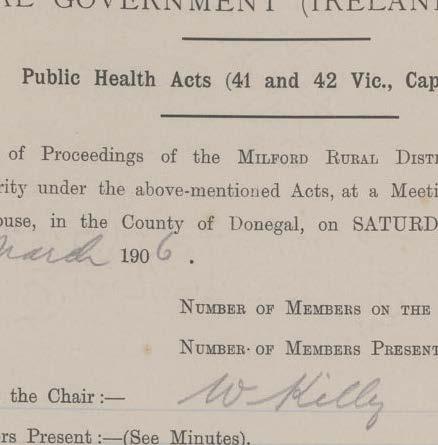 AL GOVERNMENT (IRELAN
Public Health Acts (41 and 42 Vic., Cap
of Proceedings of the MILFORD RURAL DISTR
rity under the above-mentioned Acts, at a Meeti
ouse, in the County of Donegal, on SATURD
March 1906.
NUMBER OF MEMBERS ON THE
NUMBER OF MEMBERS PRESENT
the Chair:— W Killy
rs Present:—(See Minutes).